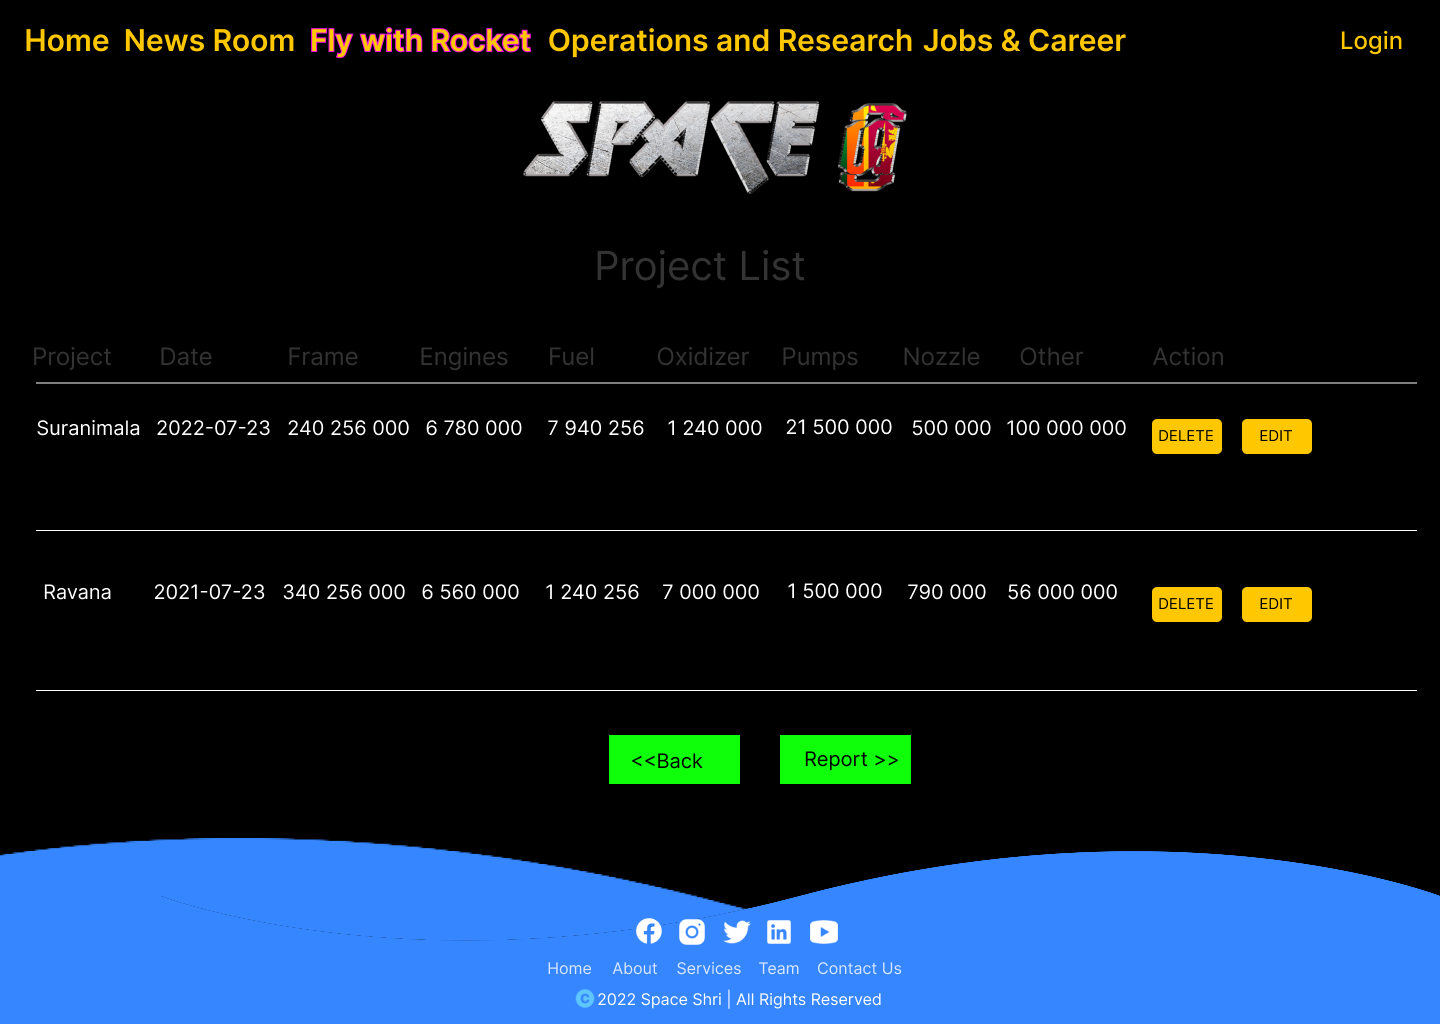 Home News Room Fly with Rocket Operations and Research Jobs & Career Login
SPACE
Project List
Project Date Frame Engines Fuel Oxidizer Pumps Nozzle Other Action
Suranimala 2022-07-23 240 256 000 6 780 000 7 940 256 1 240 000 21 500 000 500 000 100 000 000 DELETE EDIT
Ravana 2021-07-23 340 256 000 6 560 000 1 240 256 7 000 000 1 500 000 790 000 56 000 000 DELETE EDIT
<<Back Report >>
Home About Services Team Contact Us
© 2022 Space Shri | All Rights Reserved